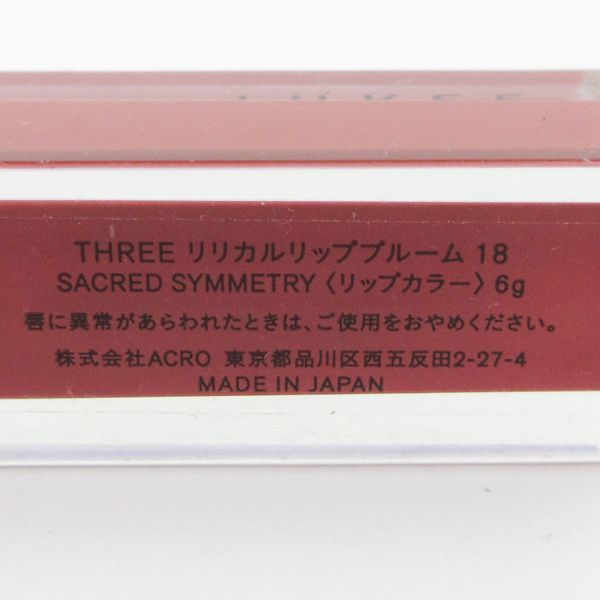 THREE リリカルリップブルーム 18
SACRED SYMMETRY〈リップカラー〉6g
唇に異常があらわれたときは、ご使用をおやめください。
株式会社ACRO 東京都品川区西五反田2-27-4
MADE IN JAPAN